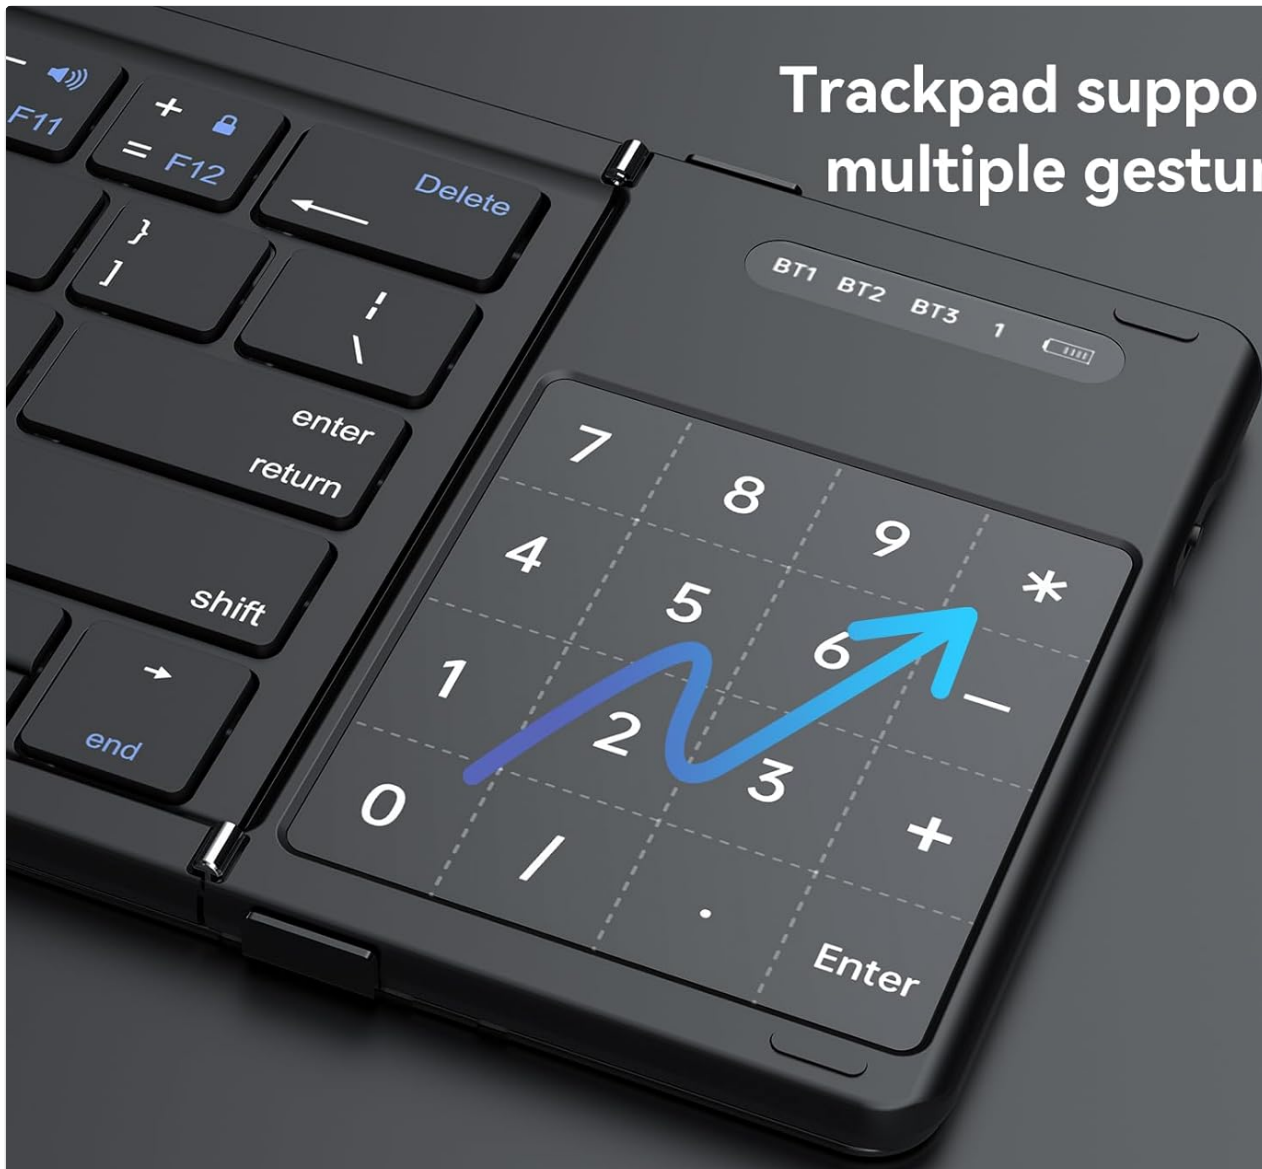 Trackpad suppo
multiple gestur
— F11
+ = F12
Delete
} ]
¦ \
enter
return
shift
end
BT1 BT2 BT3 1
7 8 9 *
4 5 6 –
1 2 3 +
0 / . Enter